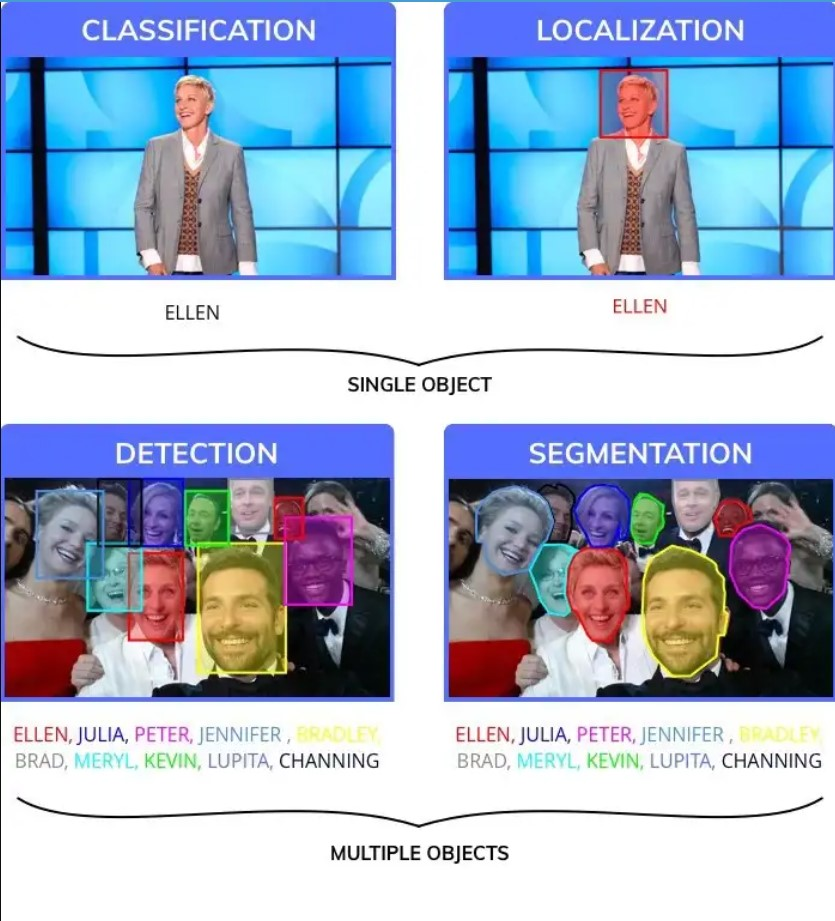 CLASSIFICATION
LOCALIZATION
ELLEN
ELLEN
SINGLE OBJECT
DETECTION
SEGMENTATION
ELLEN, JULIA, PETER, JENNIFER , BRADLEY,
BRAD, MERYL, KEVIN, LUPITA, CHANNING
ELLEN, JULIA, PETER, JENNIFER , BRADLEY,
BRAD, MERYL, KEVIN, LUPITA, CHANNING
MULTIPLE OBJECTS